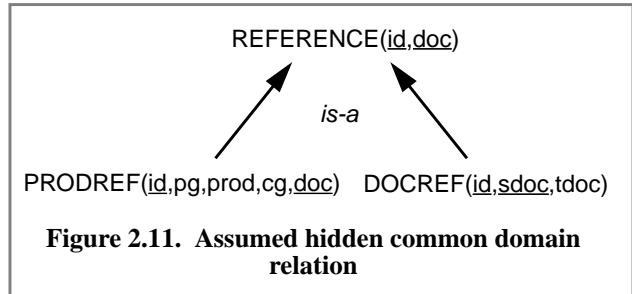 REFERENCE(id,doc)
is-a
PRODREF(id,pg,prod,cg,doc) DOCREF(id,sdoc,tdoc)
Figure 2.11. Assumed hidden common domain
relation